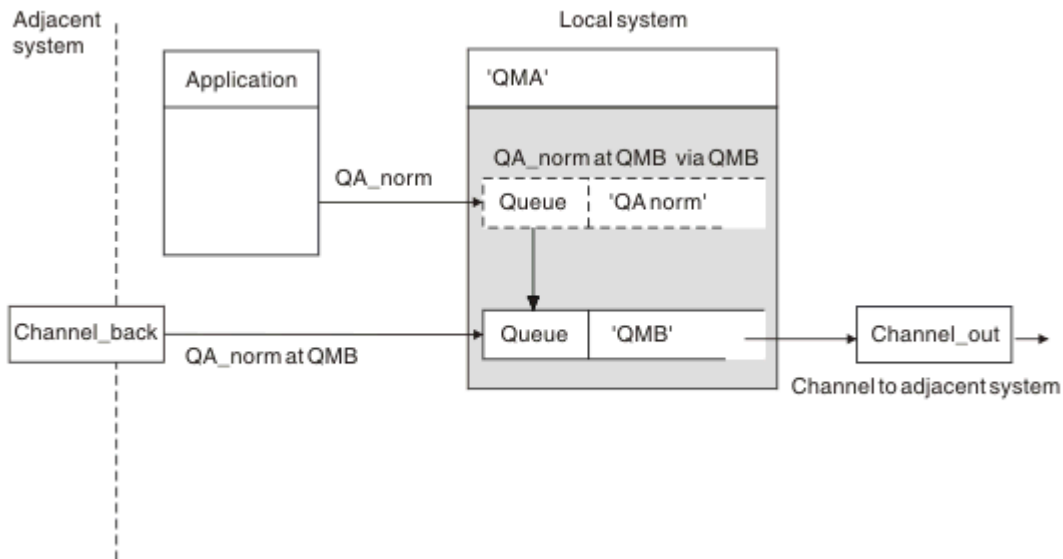 Adjacent
system
Local system
Application
'QMA'
QA_norm at QMB via QMB
QA_norm
Queue
'QA norm'
Channel_back
QA_norm at QMB
Queue
'QMB'
Channel_out
Channel to adjacent system